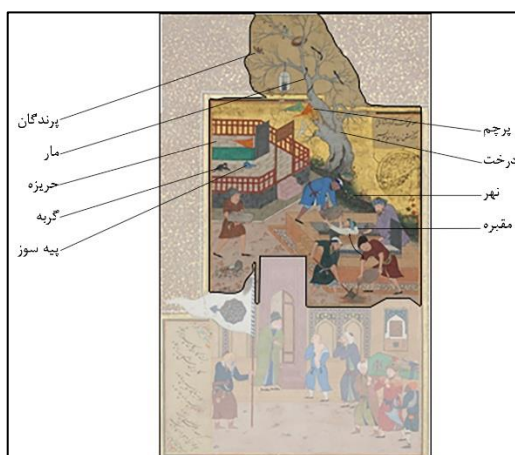 پرچم
درخت
نهر
مقبره
پرندگان
مار
حریزه
گربه
پیه سوز